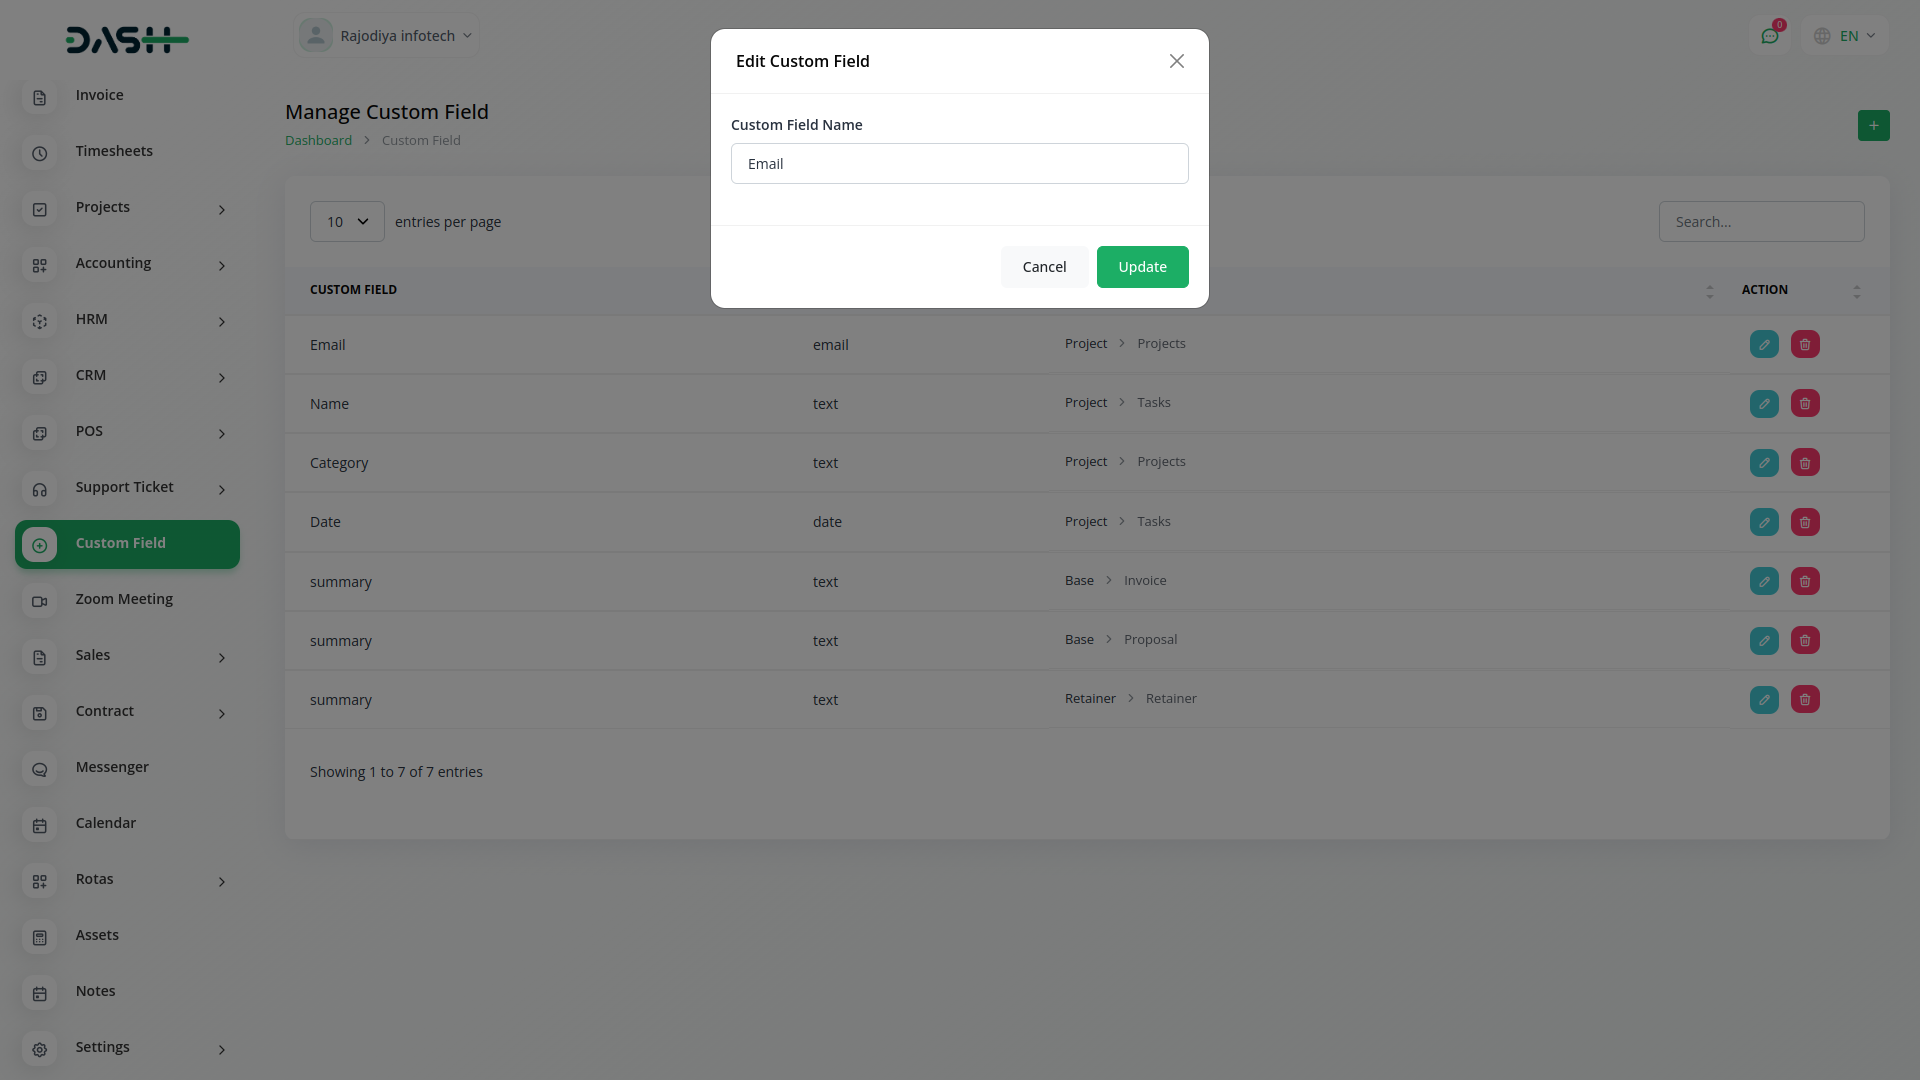 DASH
Rajodiya infotech
0
EN
Invoice
Timesheets
Projects
Accounting
HRM
CRM
POS
Support Ticket
Custom Field
Zoom Meeting
Sales
Contract
Messenger
Calendar
Rotas
Assets
Notes
Settings
Manage Custom Field
Dashboard > Custom Field
+
10 entries per page
Search...
CUSTOM FIELD ACTION
Email email Project > Projects
Name text Project > Tasks
Category text Project > Projects
Date date Project > Tasks
summary text Base > Invoice
summary text Base > Proposal
summary text Retainer > Retainer
Showing 1 to 7 of 7 entries
Edit Custom Field
Custom Field Name
Email
Cancel Update